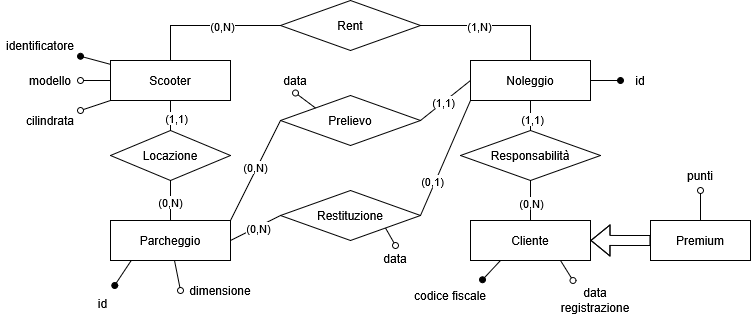 Rent
(0,N)
(1,N)
identificatore
modello
cilindrata
Scooter
data
Noleggio
id
(1,1)
(1,1)
(1,1)
Prelievo
Locazione
Responsabilità
(0,N)
(0,1)
punti
(0,N)
(0,N)
(0,N)
Restituzione
Parcheggio
Cliente
Premium
data
id
dimensione
codice fiscale
data
registrazione